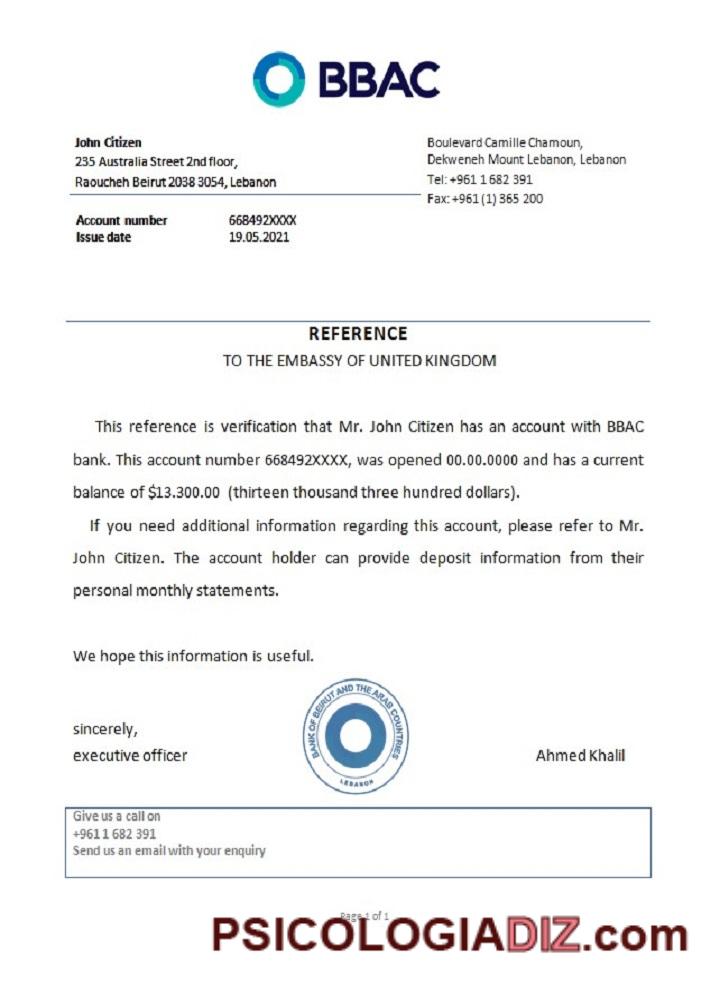 BBAC
John Citizen
235 Australia Street 2nd floor,
Raoucheh Beirut 2038 3054, Lebanon
Boulevard Camille Chamoun,
Dekweneh Mount Lebanon, Lebanon
Tel: +961 1 682 391
Fax: +961 (1) 365 200
Account number 668492XXXX
Issue date 19.05.2021
REFERENCE
TO THE EMBASSY OF UNITED KINGDOM
This reference is verification that Mr. John Citizen has an account with BBAC
bank. This account number 668492XXXX, was opened 00.00.0000 and has a current
balance of $13.300.00 (thirteen thousand three hundred dollars).
If you need additional information regarding this account, please refer to Mr.
John Citizen. The account holder can provide deposit information from their
personal monthly statements.
We hope this information is useful.
BANK OF BEIRUT AND THE ARAB COUNTRIES
LEBANON
sincerely,
executive officer
Ahmed Khalil
Give us a call on
+961 1 682 391
Send us an email with your enquiry
Page 1 of 1
PSICOLOGIADIZ.com